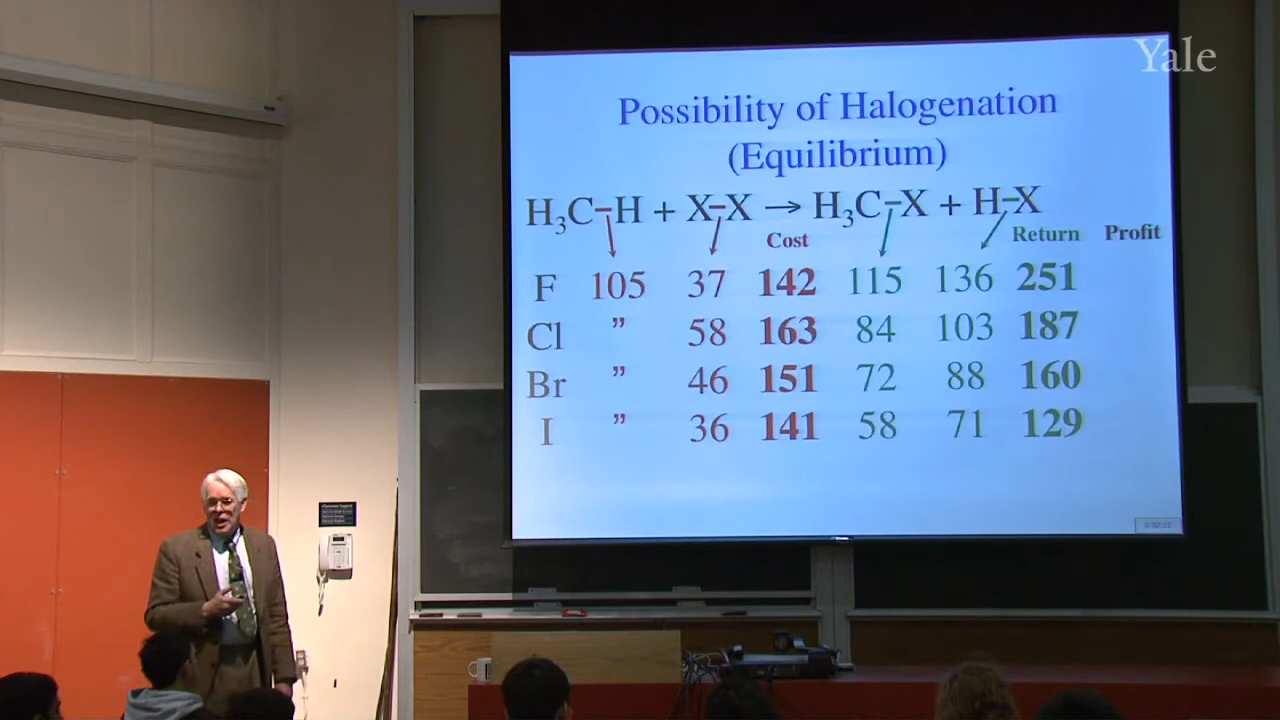 Yale
Possibility of Halogenation
(Equilibrium)
H₃C–H + X–X → H₃C–X + H–X
Cost Return Profit
F 105 37 142 115 136 251
Cl ” 58 163 84 103 187
Br ” 46 151 72 88 160
I ” 36 141 58 71 129